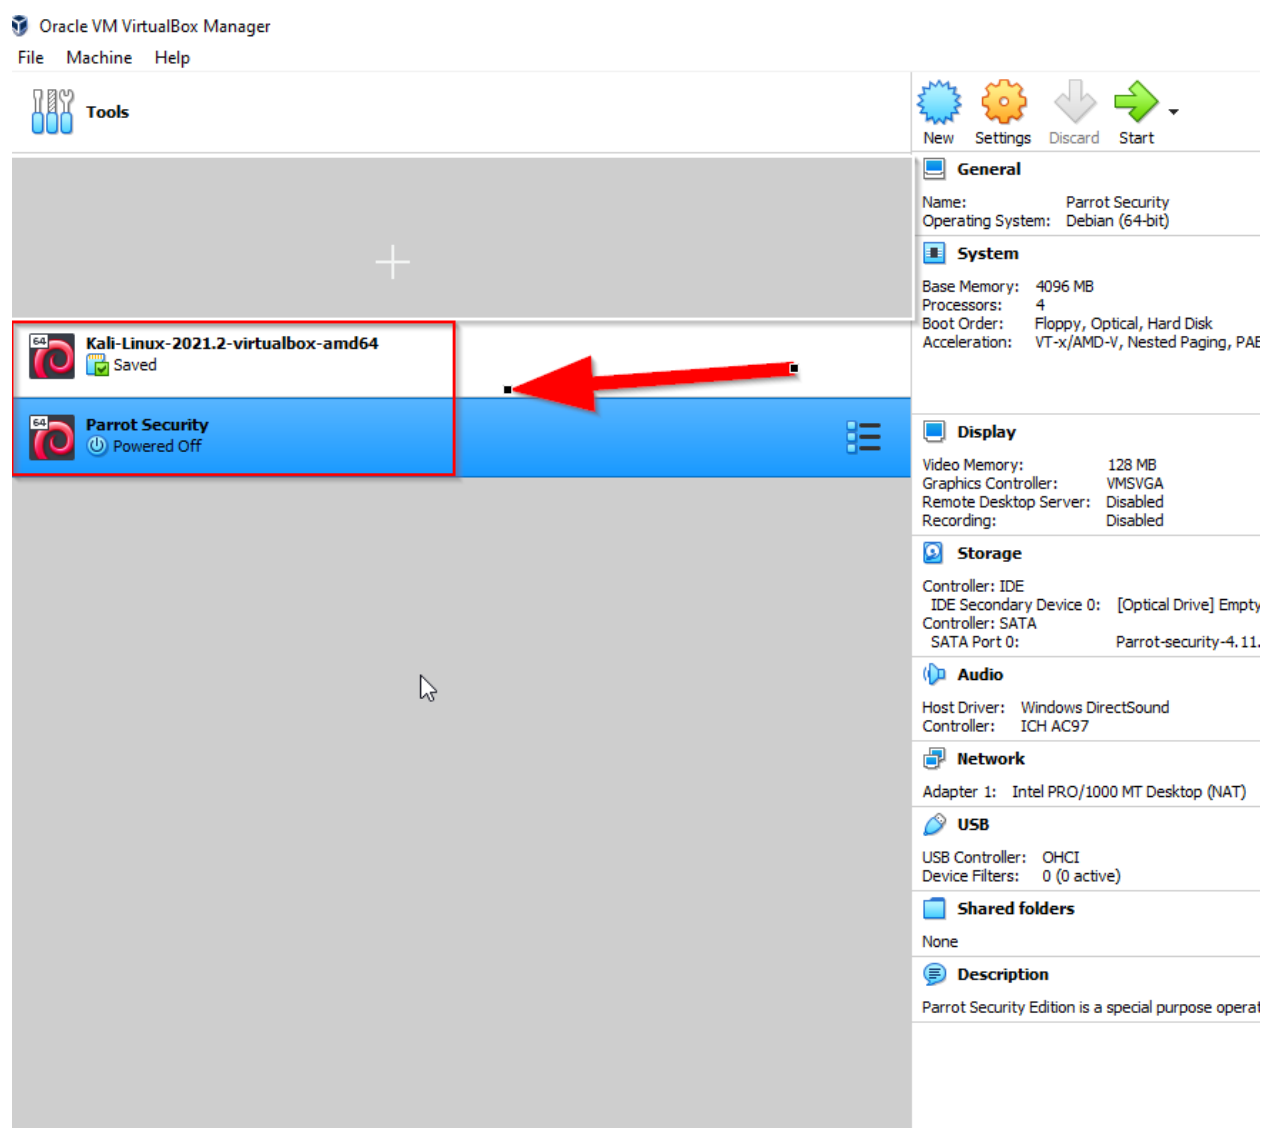 Oracle VM VirtualBox Manager
File Machine Help
Tools
New Settings Discard Start
64 Kali-Linux-2021.2-virtualbox-amd64
Saved
64 Parrot Security
Powered Off
General
Name: Parrot Security
Operating System: Debian (64-bit)
System
Base Memory: 4096 MB
Processors: 4
Boot Order: Floppy, Optical, Hard Disk
Acceleration: VT-x/AMD-V, Nested Paging, PAE
Display
Video Memory: 128 MB
Graphics Controller: VMSVGA
Remote Desktop Server: Disabled
Recording: Disabled
Storage
Controller: IDE
IDE Secondary Device 0: [Optical Drive] Empty
Controller: SATA
SATA Port 0: Parrot-security-4.11.
Audio
Host Driver: Windows DirectSound
Controller: ICH AC97
Network
Adapter 1: Intel PRO/1000 MT Desktop (NAT)
USB
USB Controller: OHCI
Device Filters: 0 (0 active)
Shared folders
None
Description
Parrot Security Edition is a special purpose operat